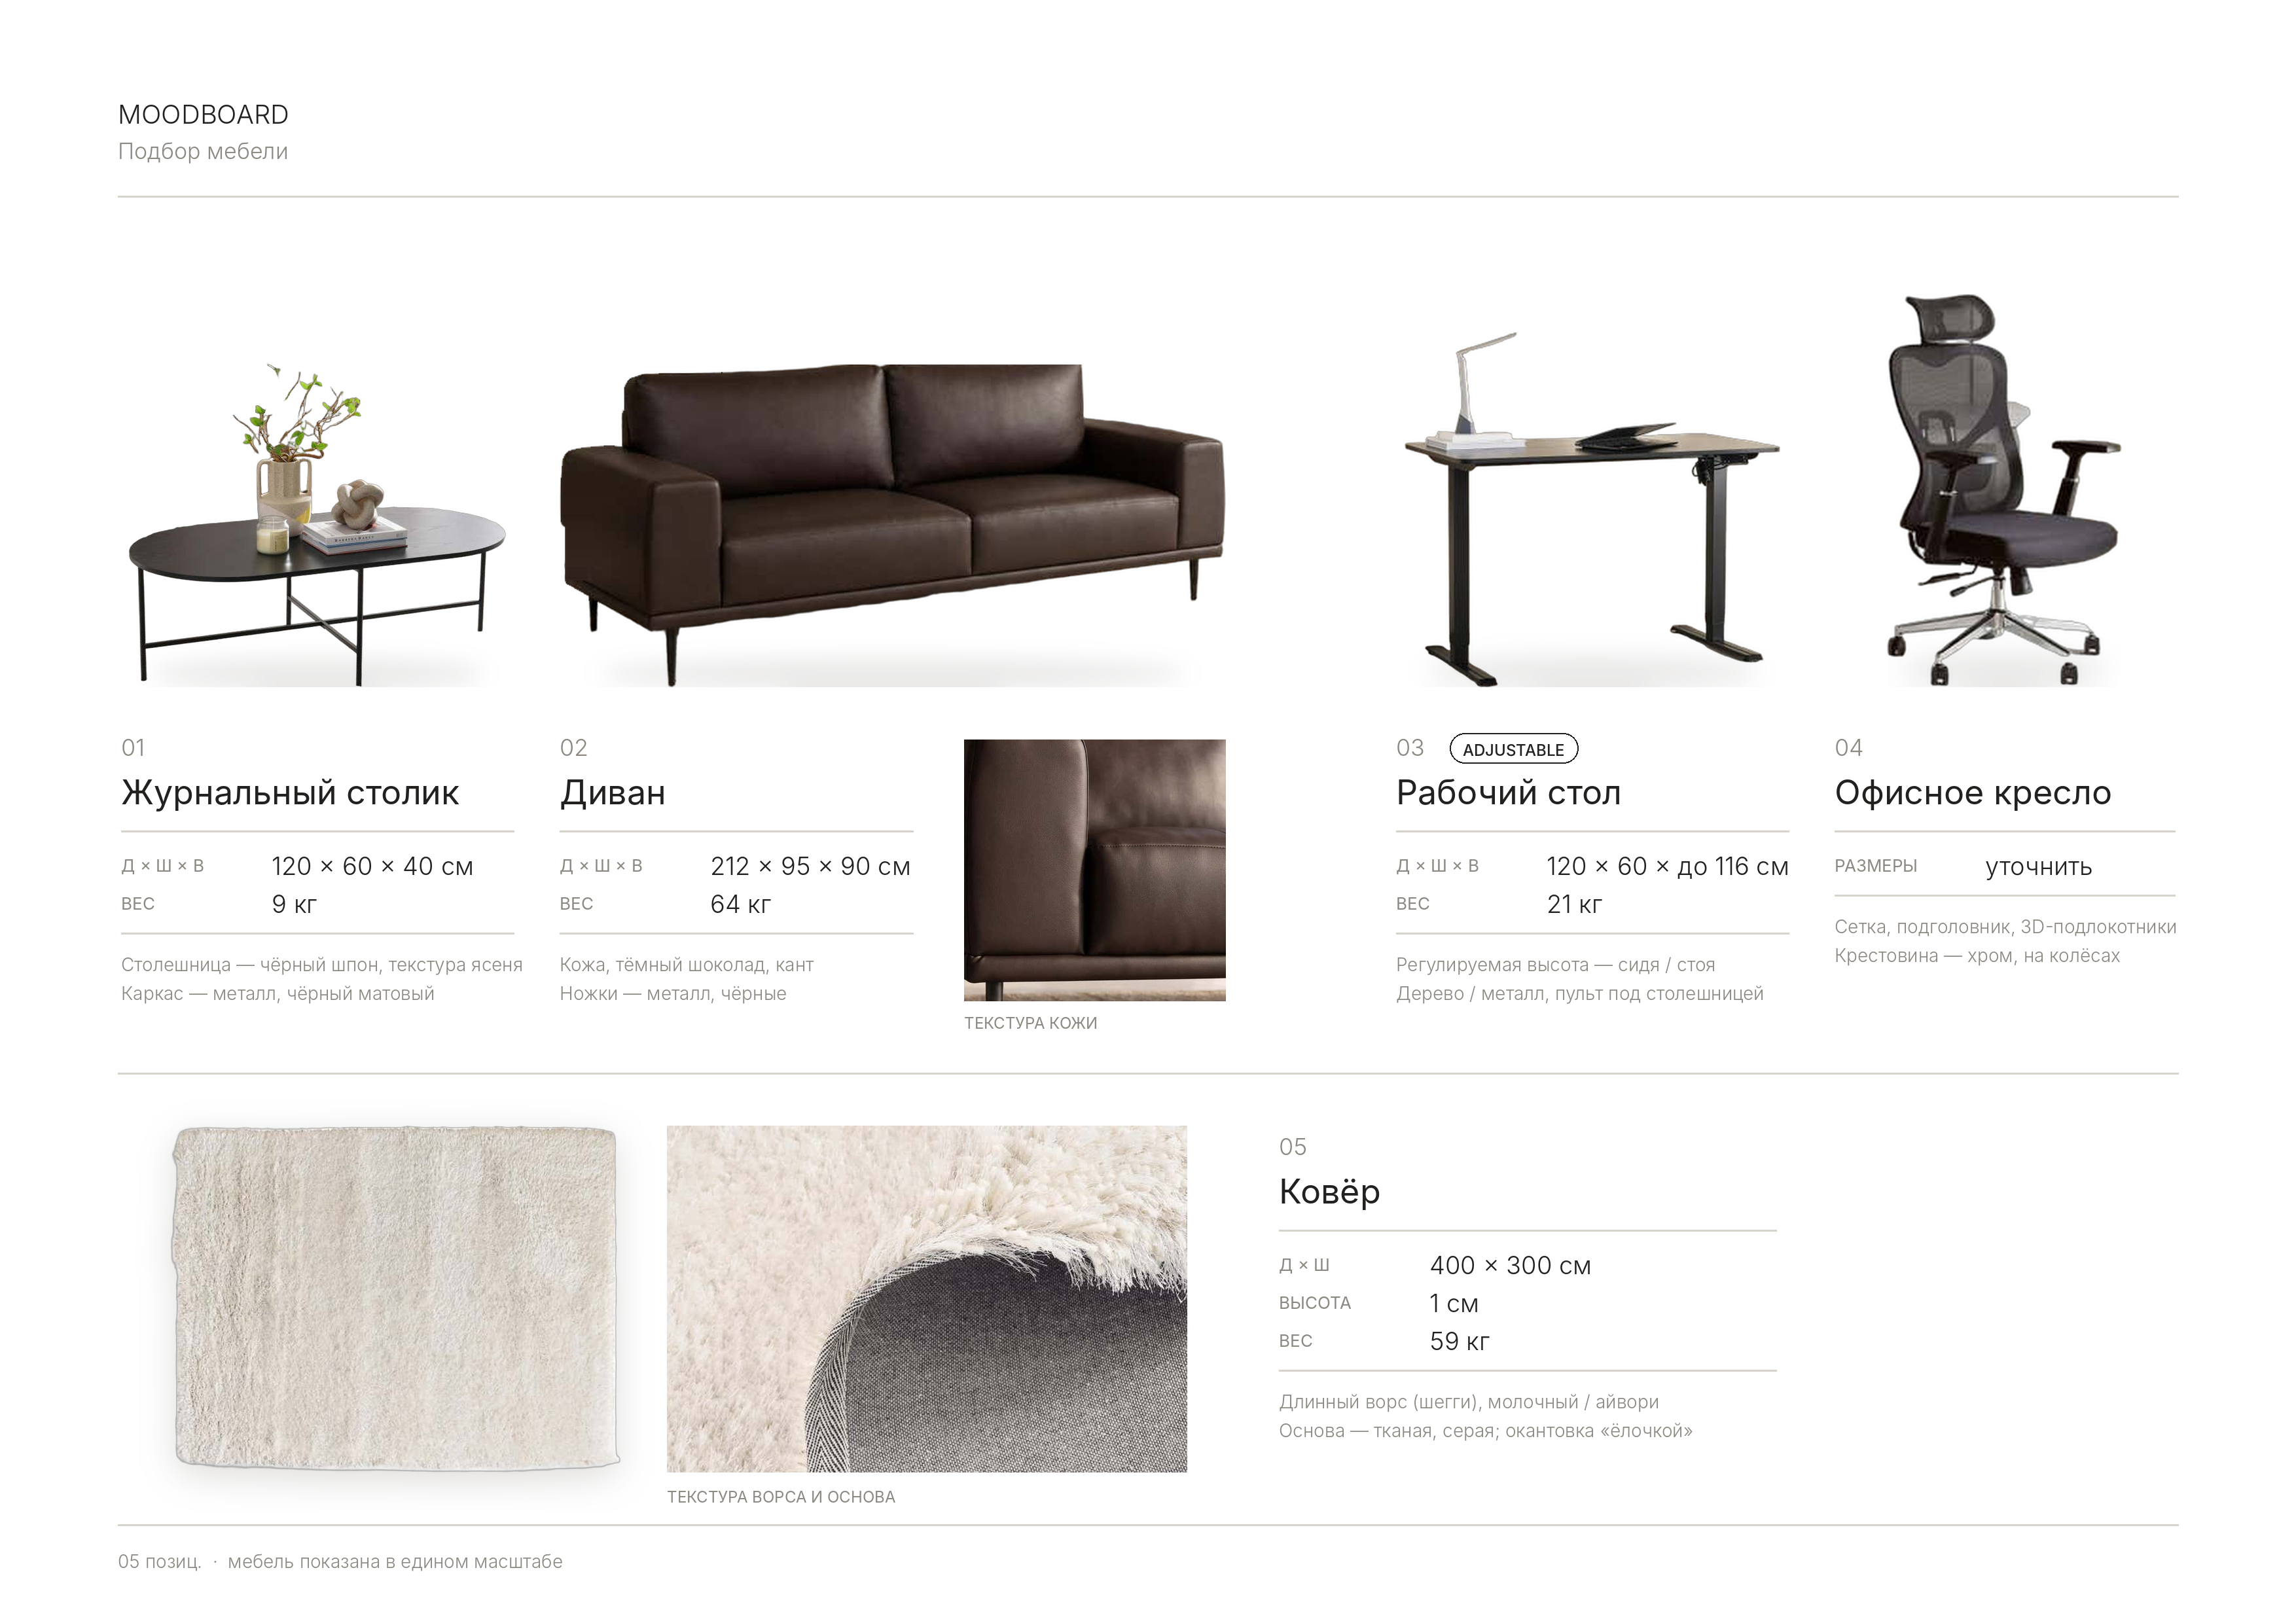 MOODBOARD
Подбор мебели
01
Журнальный столик
Д × Ш × В 120 × 60 × 40 см
ВЕС 9 кг
Столешница — чёрный шпон, текстура ясеня
Каркас — металл, чёрный матовый
02
Диван
Д × Ш × В 212 × 95 × 90 см
ВЕС 64 кг
Кожа, тёмный шоколад, кант
Ножки — металл, чёрные
ТЕКСТУРА КОЖИ
03 ADJUSTABLE
Рабочий стол
Д × Ш × В 120 × 60 × до 116 см
ВЕС 21 кг
Регулируемая высота — сидя / стоя
Дерево / металл, пульт под столешницей
04
Офисное кресло
РАЗМЕРЫ уточнить
Сетка, подголовник, 3D-подлокотники
Крестовина — хром, на колёсах
ТЕКСТУРА ВОРСА И ОСНОВА
05
Ковёр
Д × Ш 400 × 300 см
ВЫСОТА 1 см
ВЕС 59 кг
Длинный ворс (шегги), молочный / айвори
Основа — тканая, серая; окантовка «ёлочкой»
05 позиц. · мебель показана в едином масштабе